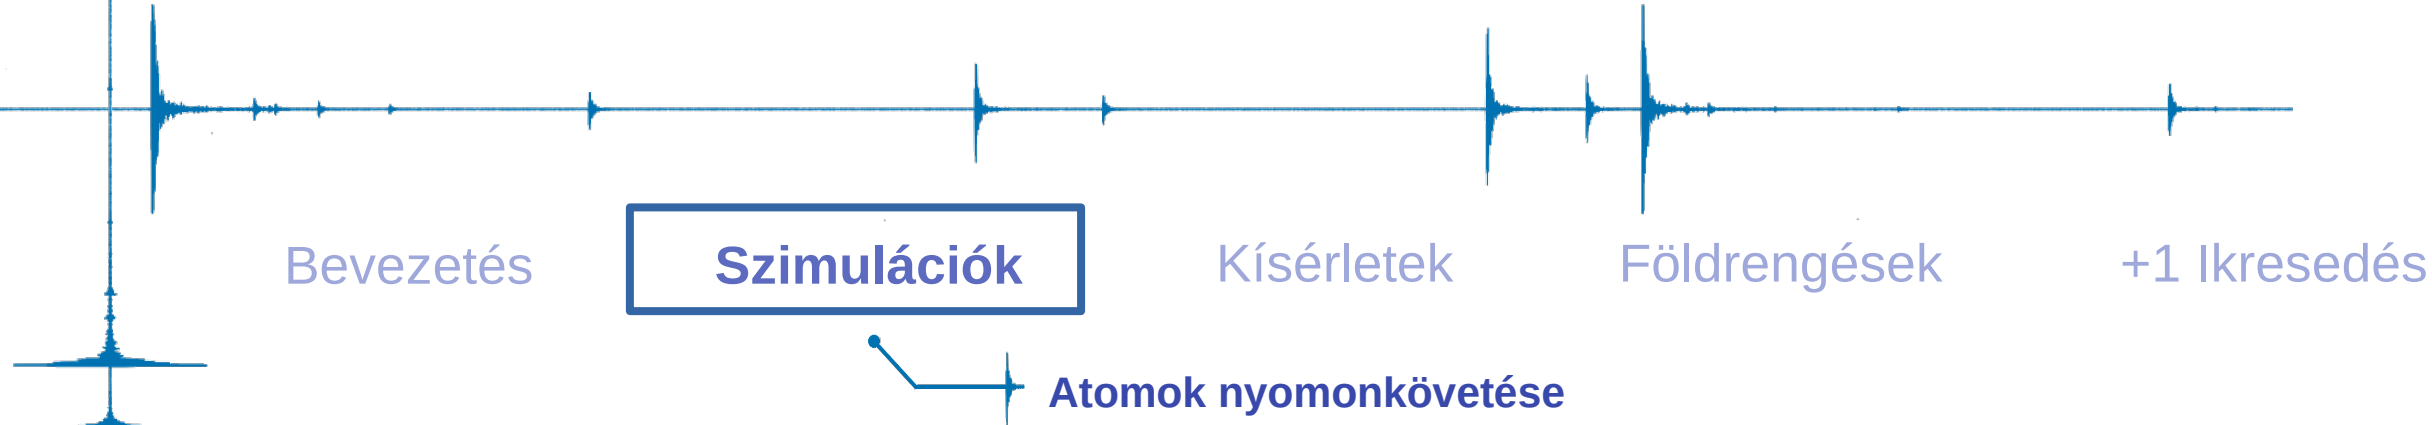 Bevezetés Szimulációk Kísérletek Földrengések +1 Ikresedés
Atomok nyomonkövetése